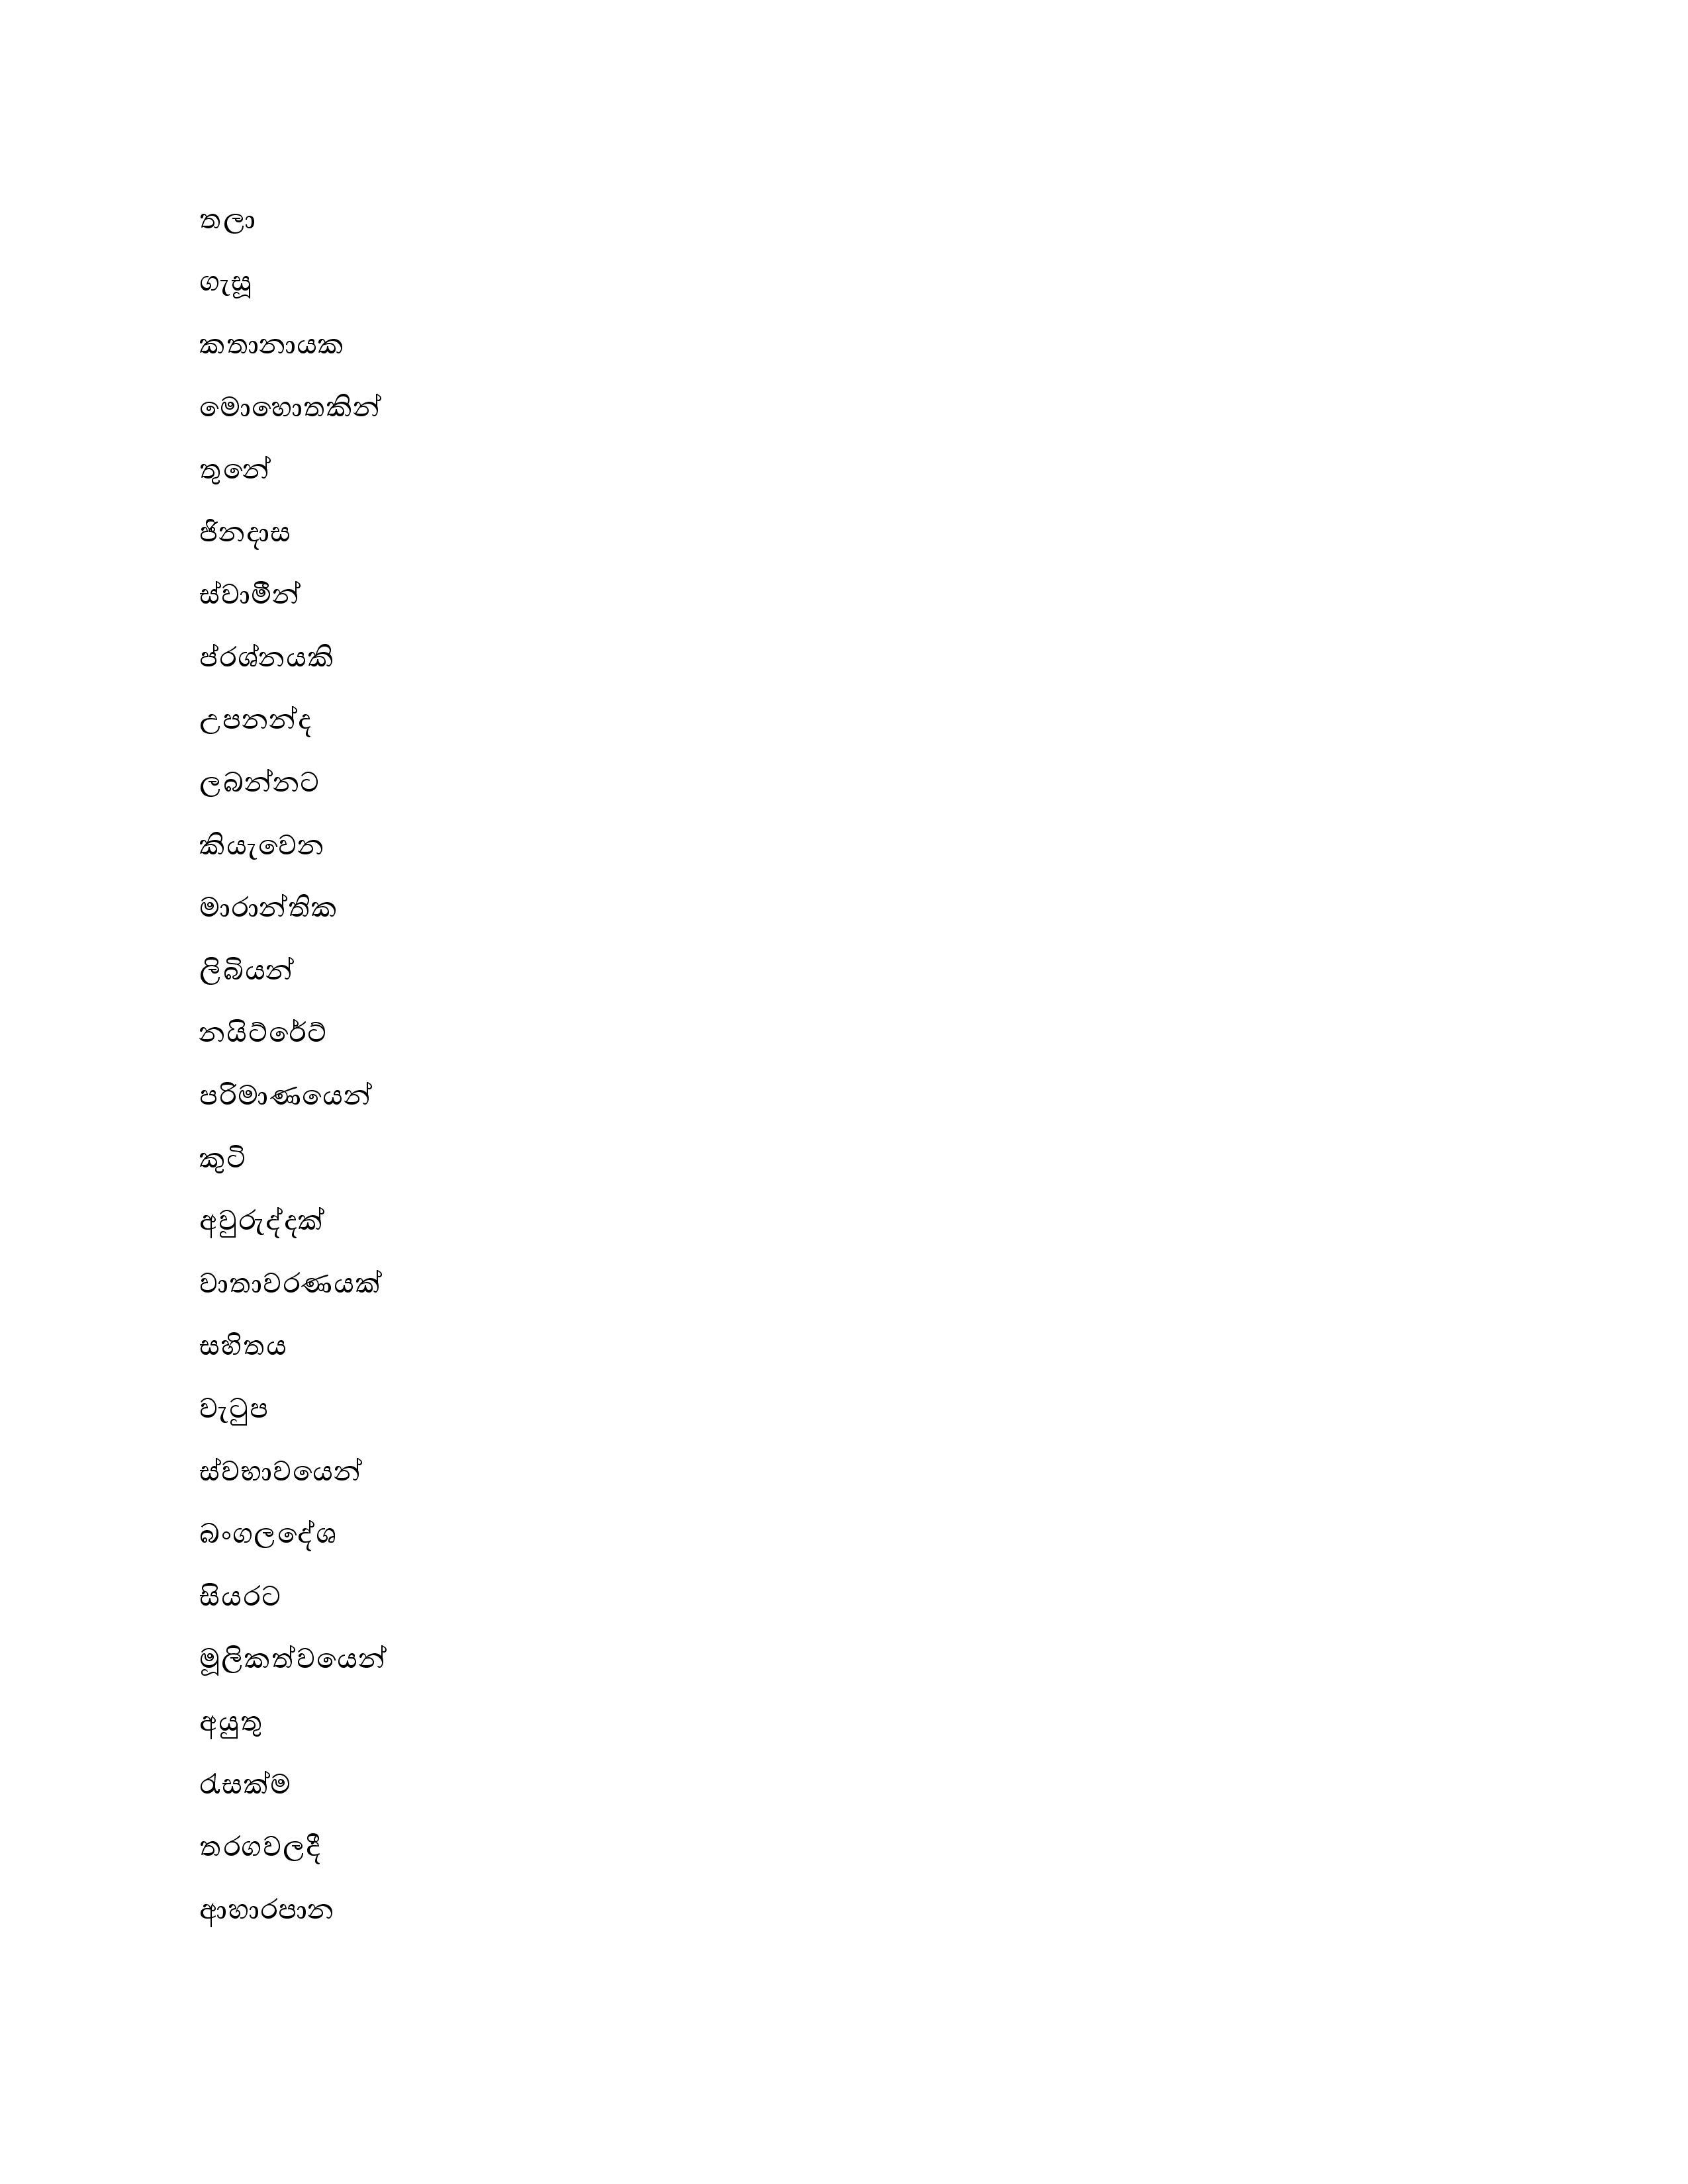 තලා
ගැසූ
කතානායක
මොහොතකින්
තුනේ
ජිනදාස
ස්වාමීන්
ප්රශ්නයකි
උපනන්ද
ලබන්නට
කියැවෙන
මාරාන්තික
ලිබියන්
නයිට්රේට්
පරිමාණයෙන්
කුටි
අවුරුද්දක්
වාතාවරණයක්
සහිතය
වැටුප
ස්වභාවයෙන්
බංගලදේශ
සියරට
මූලිකත්වයෙන්
අයුතු
රැසක්ම
තරගවලදී
ආහාරපාන